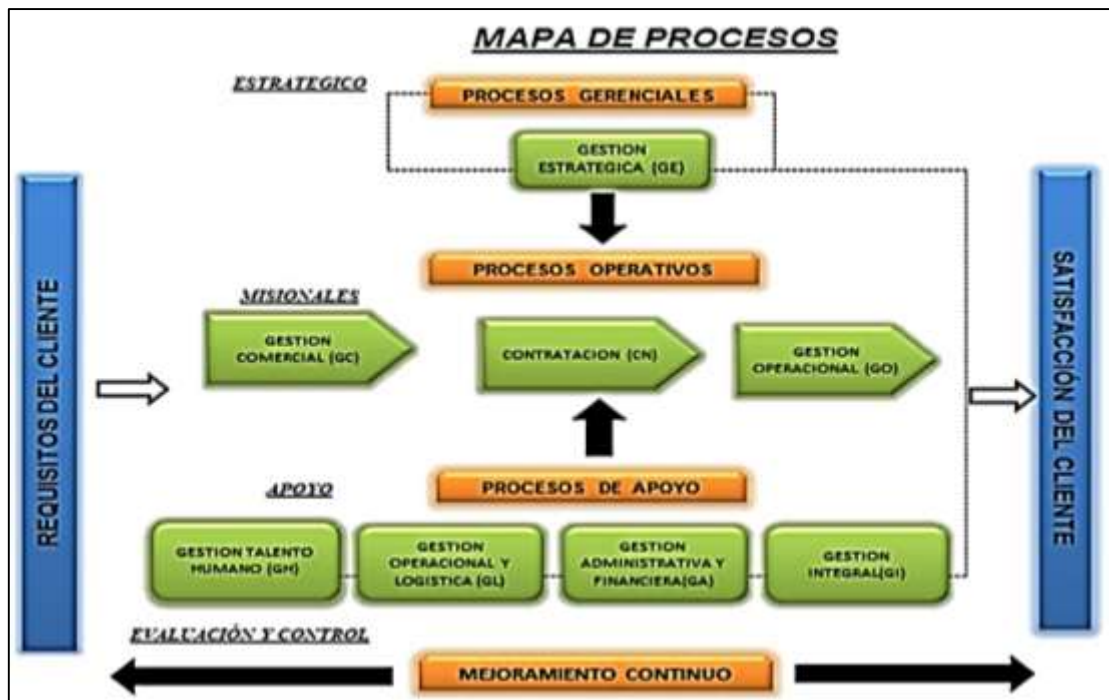 MAPA DE PROCESOS
ESTRATEGICO
PROCESOS GERENCIALES
GESTION
ESTRATEGICA (GE)
REQUISITOS DEL CLIENTE
PROCESOS OPERATIVOS
MISIONALES
GESTION
COMERCIAL (GC)
CONTRATACION (CN)
GESTION
OPERACIONAL (GO)
SATISFACCIÓN DEL CLIENTE
APOYO
PROCESOS DE APOYO
GESTION TALENTO
HUMANO (GH)
GESTION
OPERACIONAL Y
LOGISTICA (GL)
GESTION
ADMINISTRATIVA Y
FINANCIERA(GA)
GESTION
INTEGRAL(GI)
EVALUACIÓN Y CONTROL
MEJORAMIENTO CONTINUO